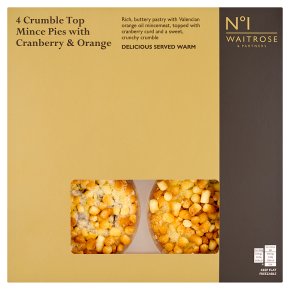 4 Crumble Top
Mince Pies with
Cranberry & Orange
Rich, buttery pastry with Valencian
orange oil mincemeat, topped with
cranberry curd and a sweet,
crunchy crumble
DELICIOUS SERVED WARM
Nº1
WAITROSE
& PARTNERS
KEEP FLAT
FREEZABLE